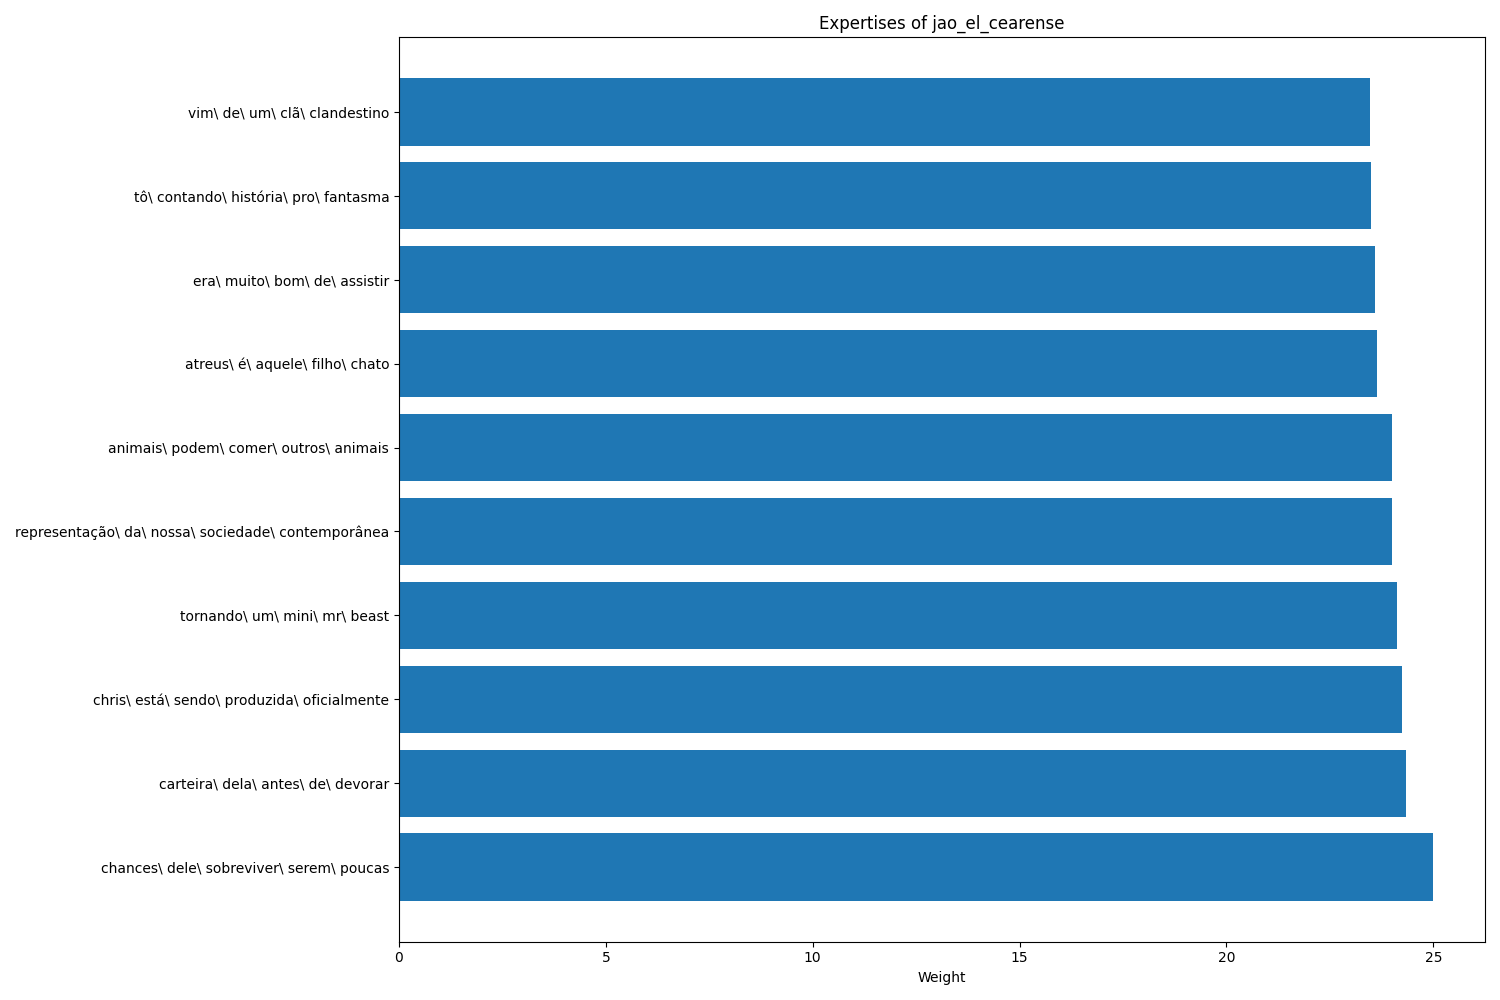 Expertises of jao_el_cearense
vim\ de\ um\ clã\ clandestino
tô\ contando\ história\ pro\ fantasma
era\ muito\ bom\ de\ assistir
atreus\ é\ aquele\ filho\ chato
animais\ podem\ comer\ outros\ animais
representação\ da\ nossa\ sociedade\ contemporânea
tornando\ um\ mini\ mr\ beast
chris\ está\ sendo\ produzida\ oficialmente
carteira\ dela\ antes\ de\ devorar
chances\ dele\ sobreviver\ serem\ poucas
0 5 10 15 20 25
Weight